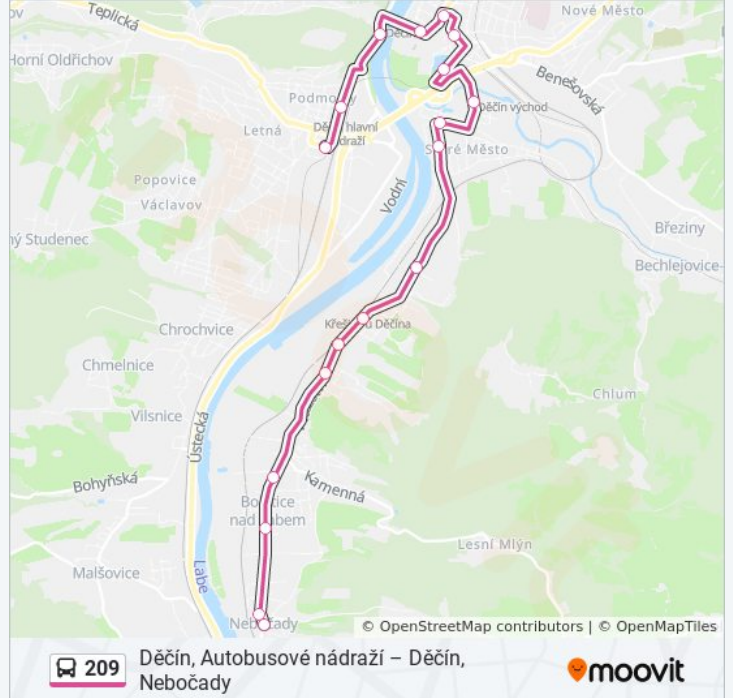 Teplická
Nové Město
Horní Oldřichov
Benešovská
Podmokly
Děčín východ
Letná
Děčín hlavní
nádraží
Staré Město
Popovice
Václavov
Vodní
ný Studenec
Březiny
Bechlejovice-
Chrochvice
Křešice u Děčína
Chmelnice
Chlum
Vilsnice
Ústecká
Bohyňská
Kamenná
Boletice
nad Labem
Lesní Mlýn
Malšovice
Labe
Nebočady
© OpenStreetMap contributors | © OpenMapTiles
209 Děčín, Autobusové nádraží – Děčín,
Nebočady
moovit